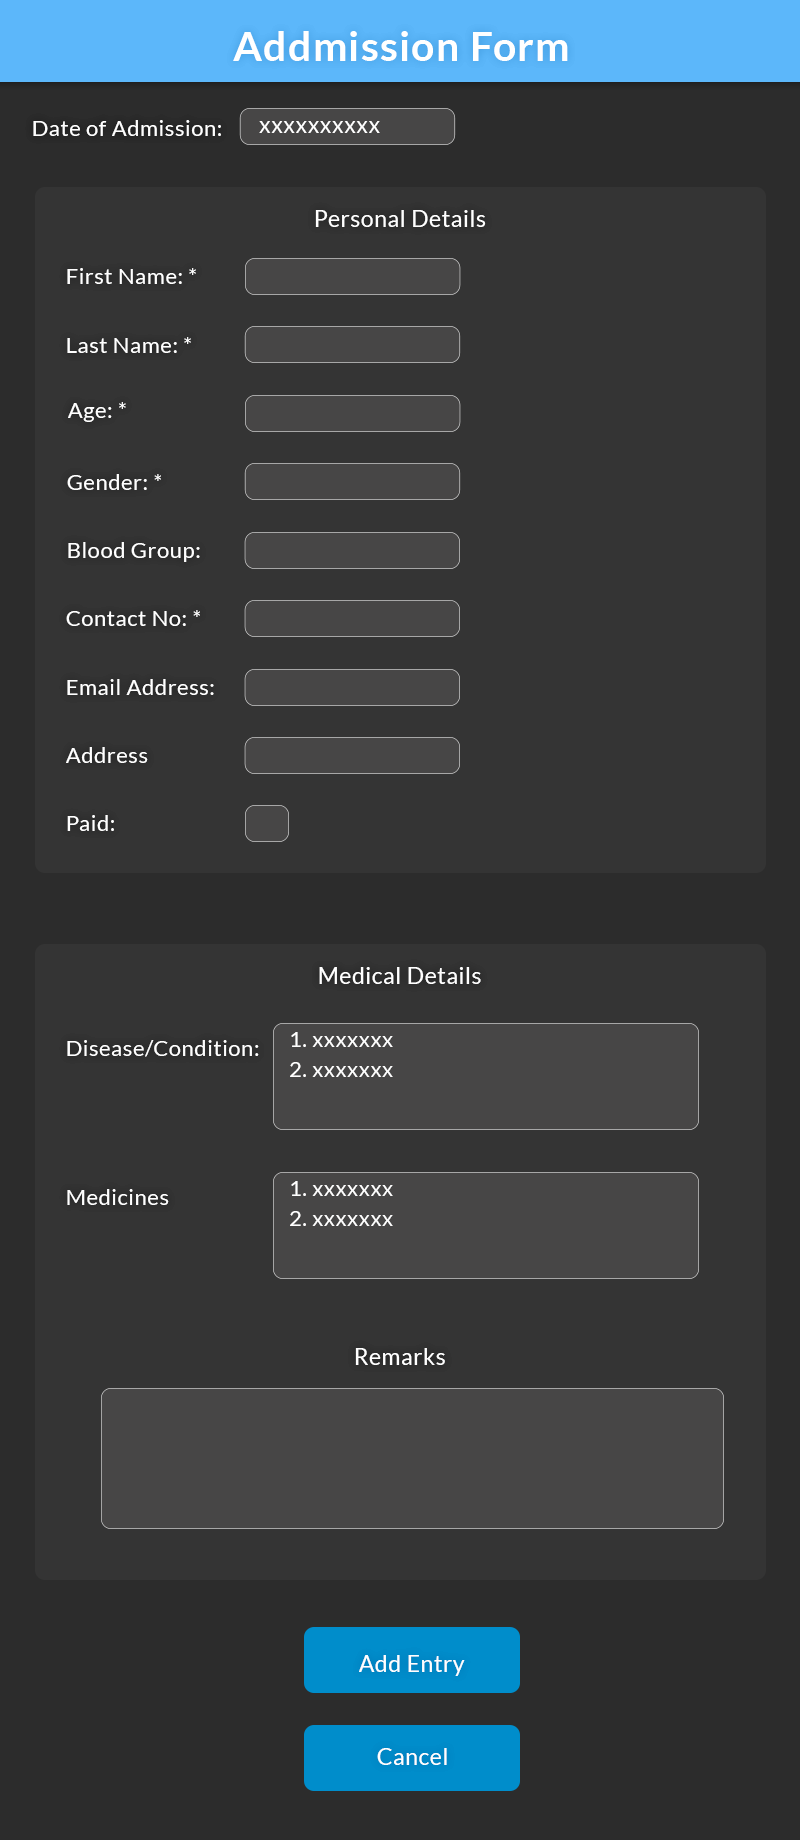 Addmission Form
Date of Admission: xxxxxxxxxx
Personal Details
First Name: *
Last Name: *
Age: *
Gender: *
Blood Group:
Contact No: *
Email Address:
Address
Paid:
Medical Details
Disease/Condition: 1. xxxxxxx
2. xxxxxxx
Medicines 1. xxxxxxx
2. xxxxxxx
Remarks
Add Entry
Cancel